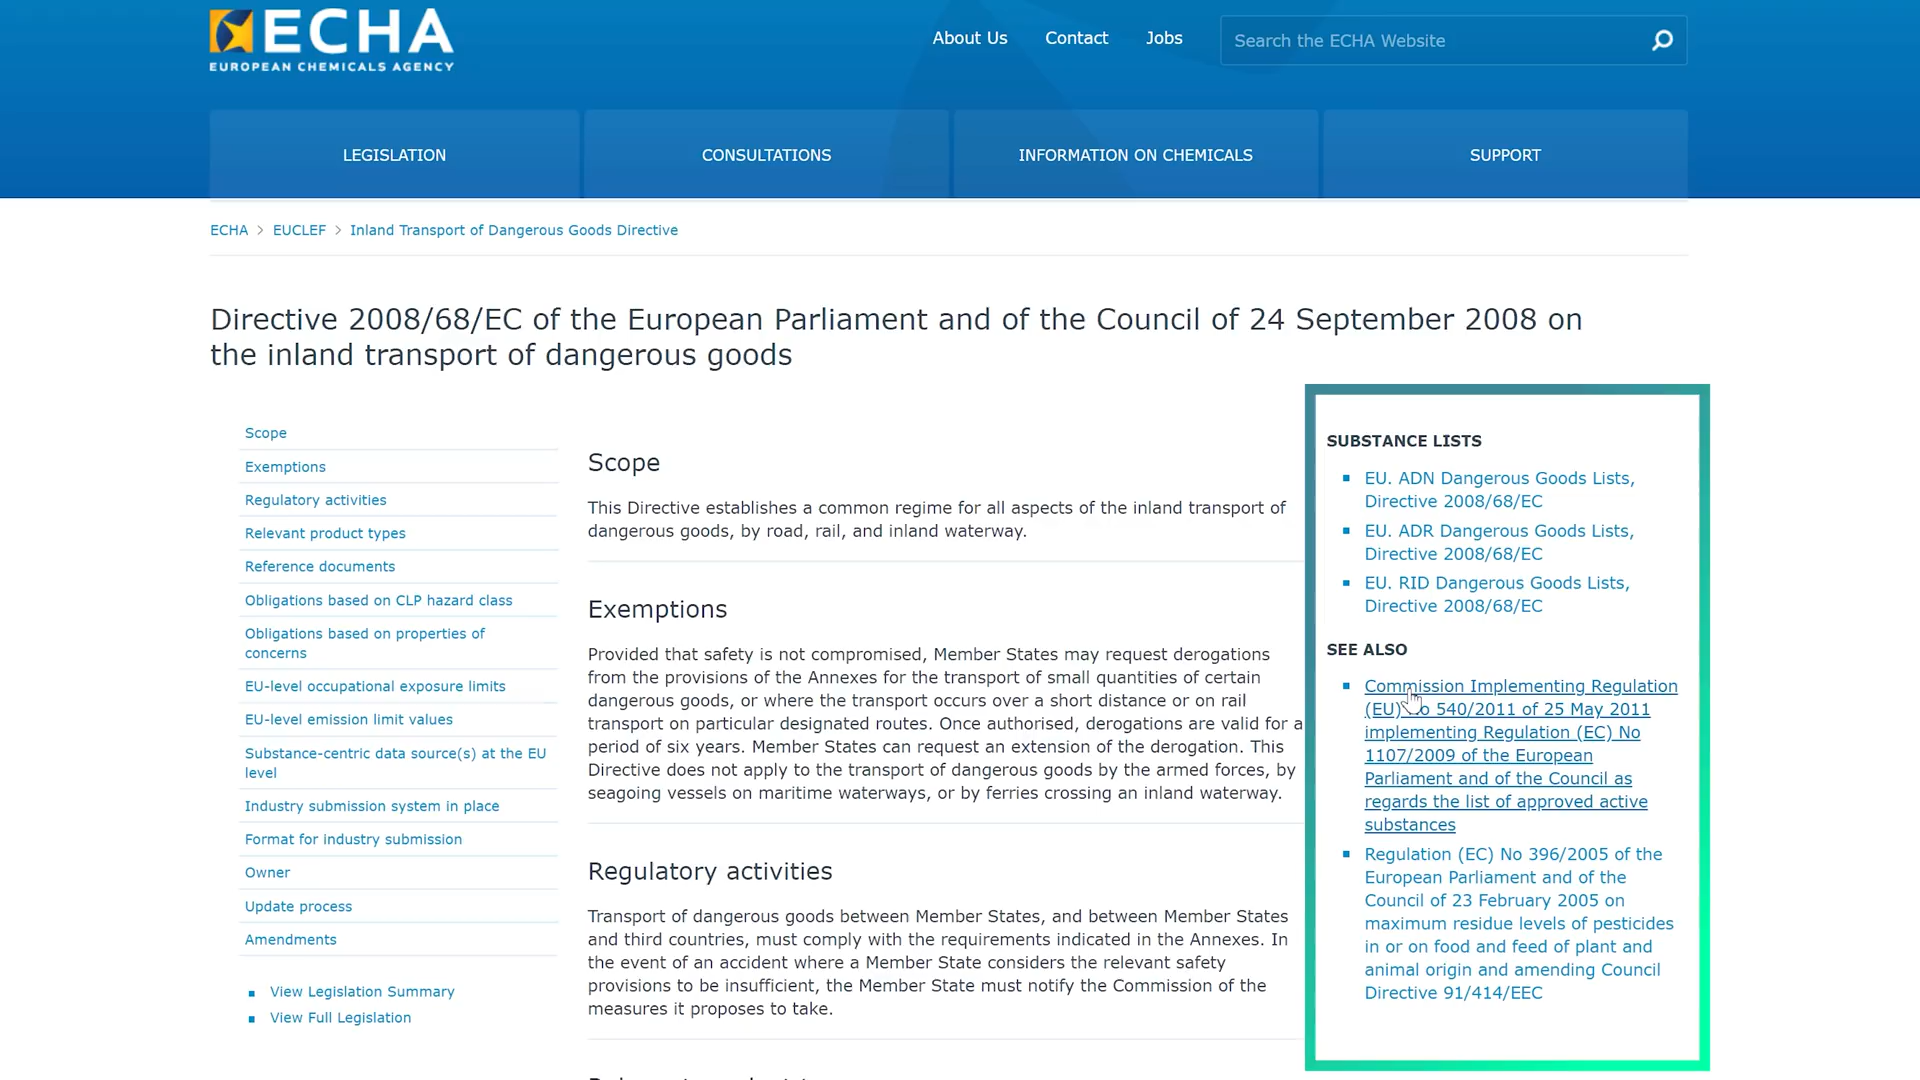 ECHA
EUROPEAN CHEMICALS AGENCY
About Us
Contact
Jobs
Search the ECHA Website
LEGISLATION
CONSULTATIONS
INFORMATION ON CHEMICALS
SUPPORT
ECHA > EUCLEF > Inland Transport of Dangerous Goods Directive
Directive 2008/68/EC of the European Parliament and of the Council of 24 September 2008 on
the inland transport of dangerous goods
Scope
Exemptions
Regulatory activities
Relevant product types
Reference documents
Obligations based on CLP hazard class
Obligations based on properties of
concerns
EU-level occupational exposure limits
EU-level emission limit values
Substance-centric data source(s) at the EU
level
Industry submission system in place
Format for industry submission
Owner
Update process
Amendments
View Legislation Summary
View Full Legislation
Scope
This Directive establishes a common regime for all aspects of the inland transport of
dangerous goods, by road, rail, and inland waterway.
Exemptions
Provided that safety is not compromised, Member States may request derogations
from the provisions of the Annexes for the transport of small quantities of certain
dangerous goods, or where the transport occurs over a short distance or on rail
transport on particular designated routes. Once authorised, derogations are valid for a
period of six years. Member States can request an extension of the derogation. This
Directive does not apply to the transport of dangerous goods by the armed forces, by
seagoing vessels on maritime waterways, or by ferries crossing an inland waterway.
Regulatory activities
Transport of dangerous goods between Member States, and between Member States
and third countries, must comply with the requirements indicated in the Annexes. In
the event of an accident where a Member State considers the relevant safety
provisions to be insufficient, the Member State must notify the Commission of the
measures it proposes to take.
SUBSTANCE LISTS
EU. ADN Dangerous Goods Lists,
Directive 2008/68/EC
EU. ADR Dangerous Goods Lists,
Directive 2008/68/EC
EU. RID Dangerous Goods Lists,
Directive 2008/68/EC
SEE ALSO
Commission Implementing Regulation
(EU) No 540/2011 of 25 May 2011
implementing Regulation (EC) No
1107/2009 of the European
Parliament and of the Council as
regards the list of approved active
substances
Regulation (EC) No 396/2005 of the
European Parliament and of the
Council of 23 February 2005 on
maximum residue levels of pesticides
in or on food and feed of plant and
animal origin and amending Council
Directive 91/414/EEC